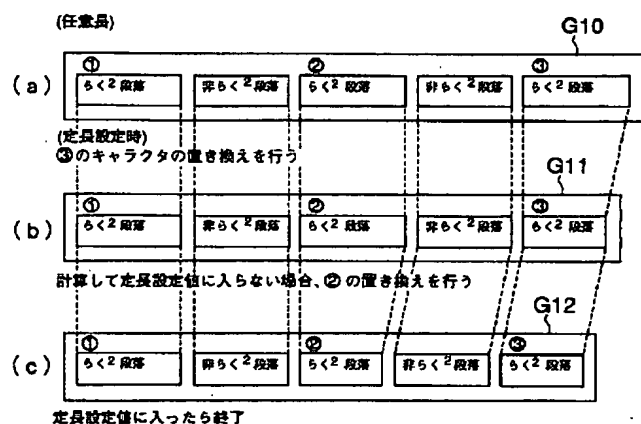 (任意長)
G10
① ② ③
(a) らく² 段落 非らく² 段落 らく² 段落 非らく² 段落 らく² 段落
(定長設定時)
③のキャラクタの置き換えを行う
G11
① ② ③
(b) らく² 段落 非らく² 段落 らく² 段落 非らく² 段落 らく² 段落
計算して定長設定値に入らない場合、②の置き換えを行う
G12
① ② ③
(c) らく² 段落 非らく² 段落 らく² 段落 非らく² 段落 らく² 段落
定長設定値に入ったら終了